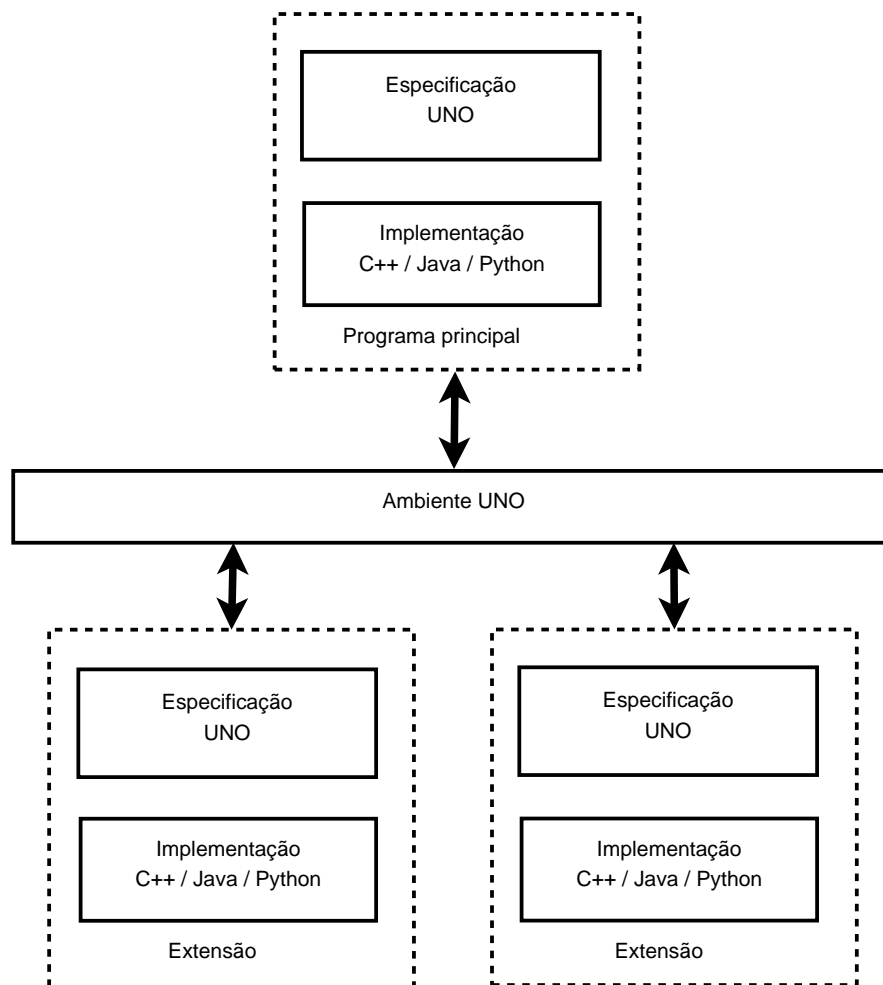 Especificação
UNO
Implementação
C++ / Java / Python
Programa principal
Ambiente UNO
Especificação
UNO
Implementação
C++ / Java / Python
Extensão
Especificação
UNO
Implementação
C++ / Java / Python
Extensão